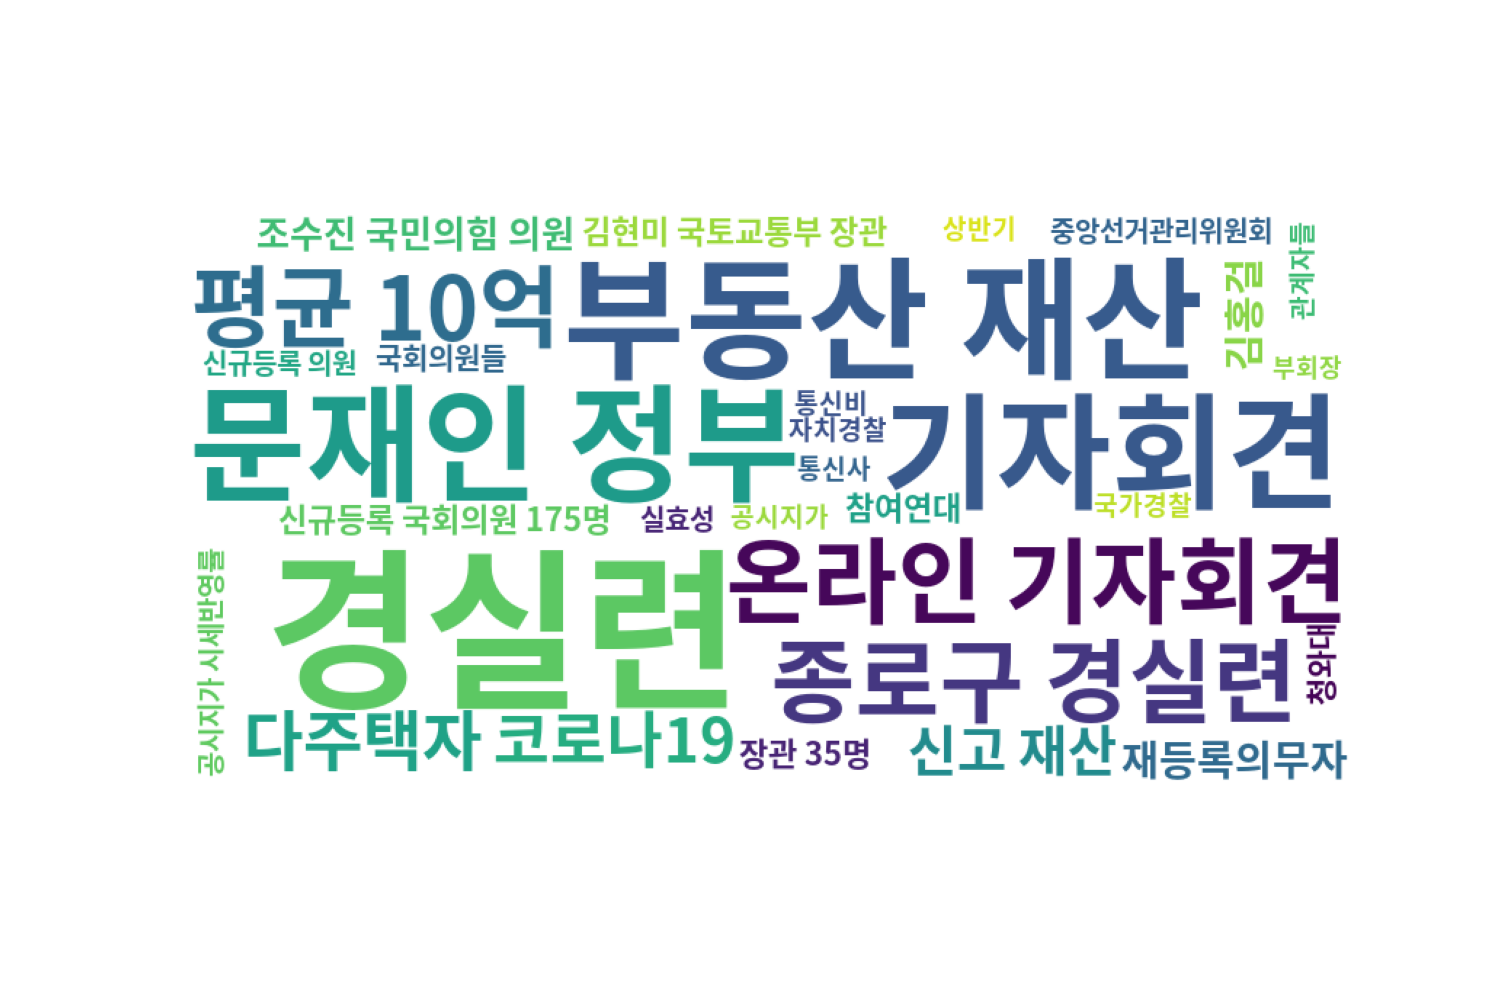 조수진 국민의힘 의원
김현미 국토교통부 장관
상반기
중앙선거관리위원회
관계자들
평균 10억
부동산 재산
김홍걸
신규등록 의원
국회의원들
부회장
문재인 정부
통신비
자치경찰
통신사
기자회견
신규등록 국회의원 175명
실효성
공시지가
참여연대
국가경찰
공시지가 시세반영률
경실련
온라인 기자회견
종로구 경실련
청와대
다주택자
코로나19
장관 35명
신고 재산
재등록의무자